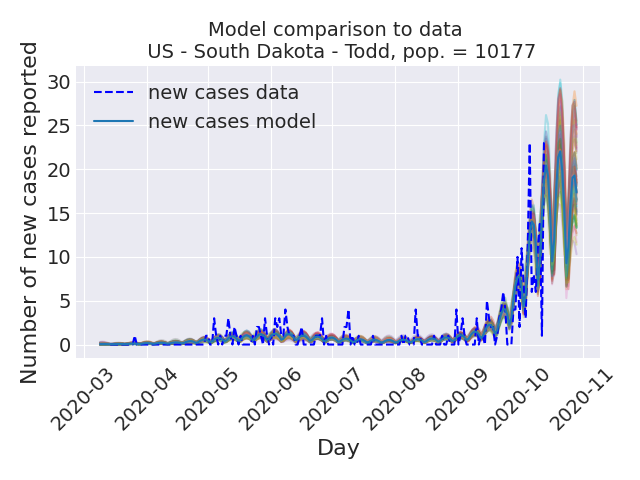 Model comparison to data
US - South Dakota - Todd, pop. = 10177
Number of new cases reported
30
25
20
15
10
5
0
new cases data
new cases model
2020-03
2020-04
2020-05
2020-06
2020-07
2020-08
2020-09
2020-10
2020-11
Day